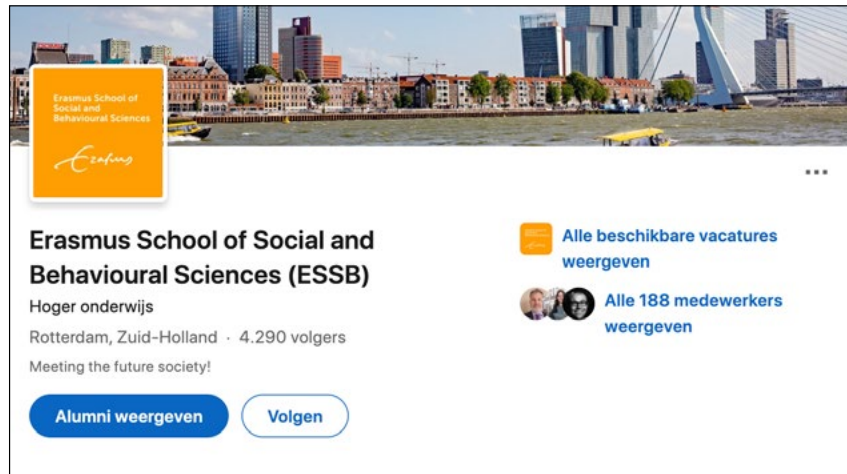 Erasmus School of
Social and
Behavioural Sciences
Erasmus
Erasmus School of Social and
Behavioural Sciences (ESSB)
Hoger onderwijs
Rotterdam, Zuid-Holland · 4.290 volgers
Meeting the future society!
Alumni weergeven
Volgen
Alle beschikbare vacatures
weergeven
Alle 188 medewerkers
weergeven